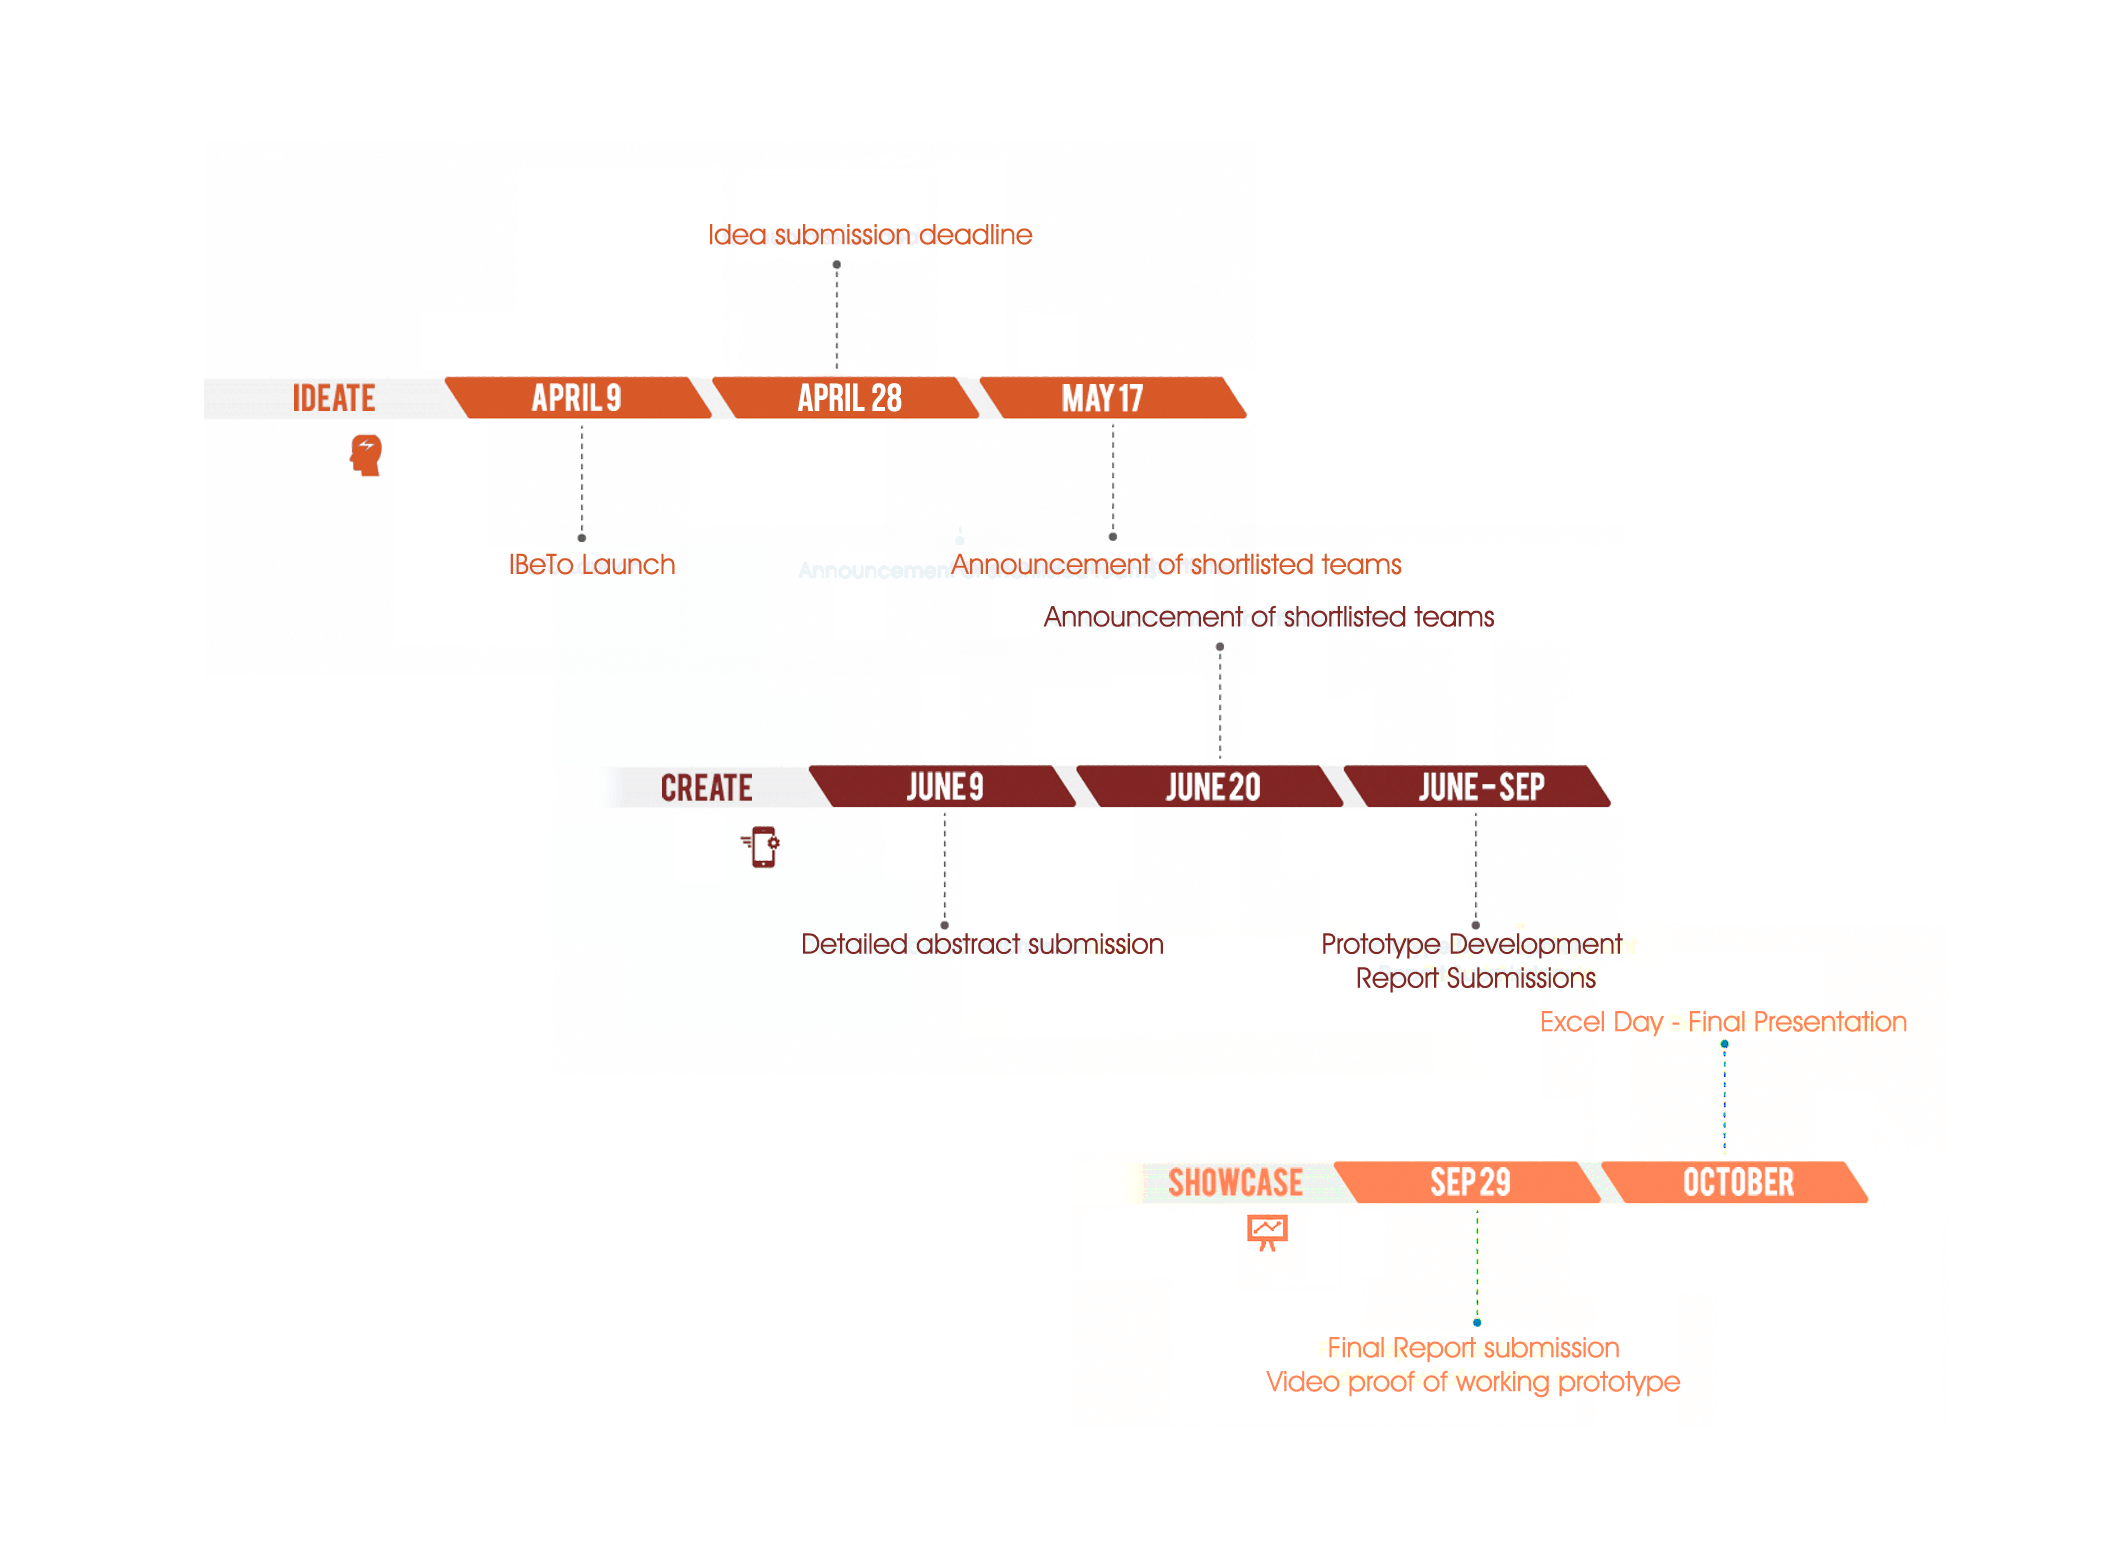 Idea submission deadline
IDEATE
APRIL 9
APRIL 28
MAY 17
IBeTo Launch
Announcement of shortlisted teams
Announcement of shortlisted teams
CREATE
JUNE 9
JUNE 20
JUNE - SEP
Detailed abstract submission
Prototype Development
Report Submissions
Excel Day - Final Presentation
SHOWCASE
SEP 29
OCTOBER
Final Report submission
Video proof of working prototype